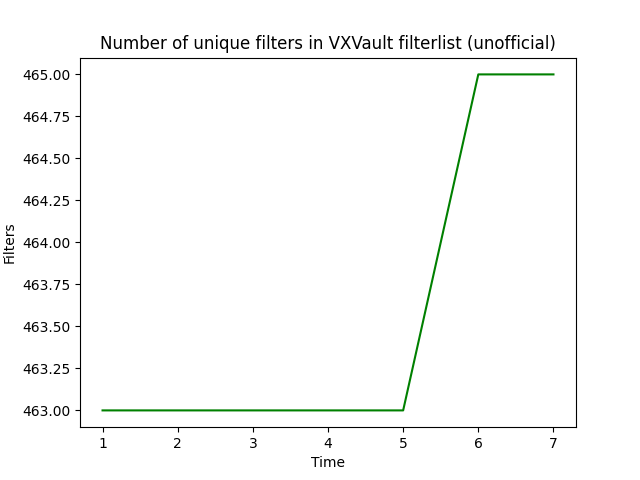 Number of unique filters in VXVault filterlist (unofficial)
465.00
464.75
464.50
464.25
464.00
463.75
463.50
463.25
463.00
Filters
1 2 3 4 5 6 7
Time